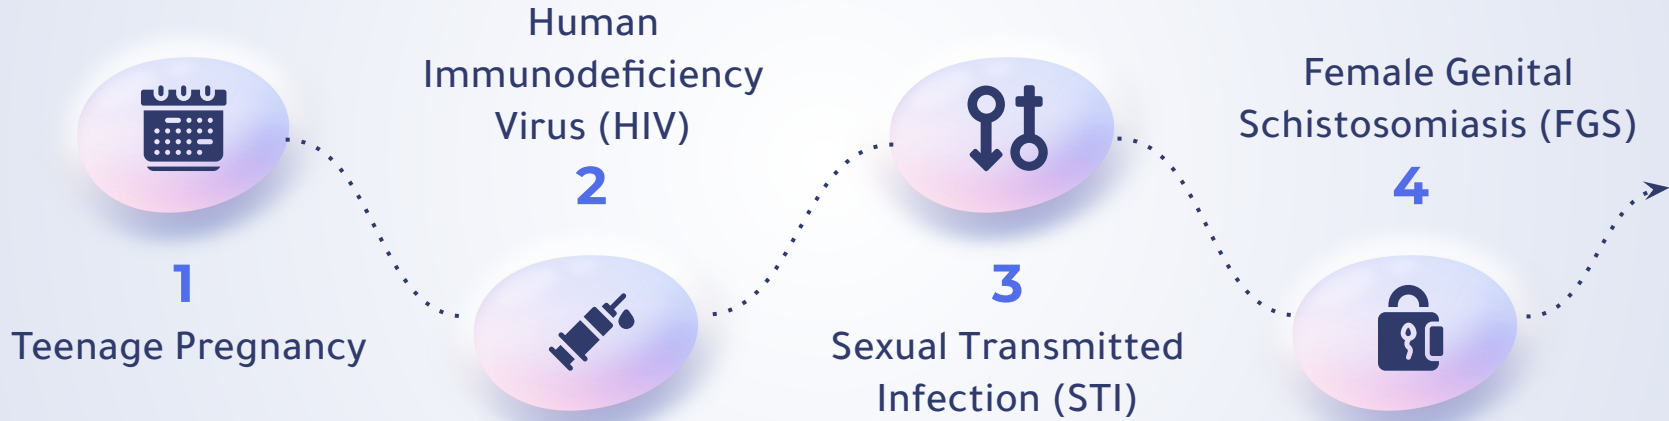 1
Teenage Pregnancy
Human
Immunodeficiency
Virus (HIV)
2
3
Sexual Transmitted
Infection (STI)
Female Genital
Schistosomiasis (FGS)
4